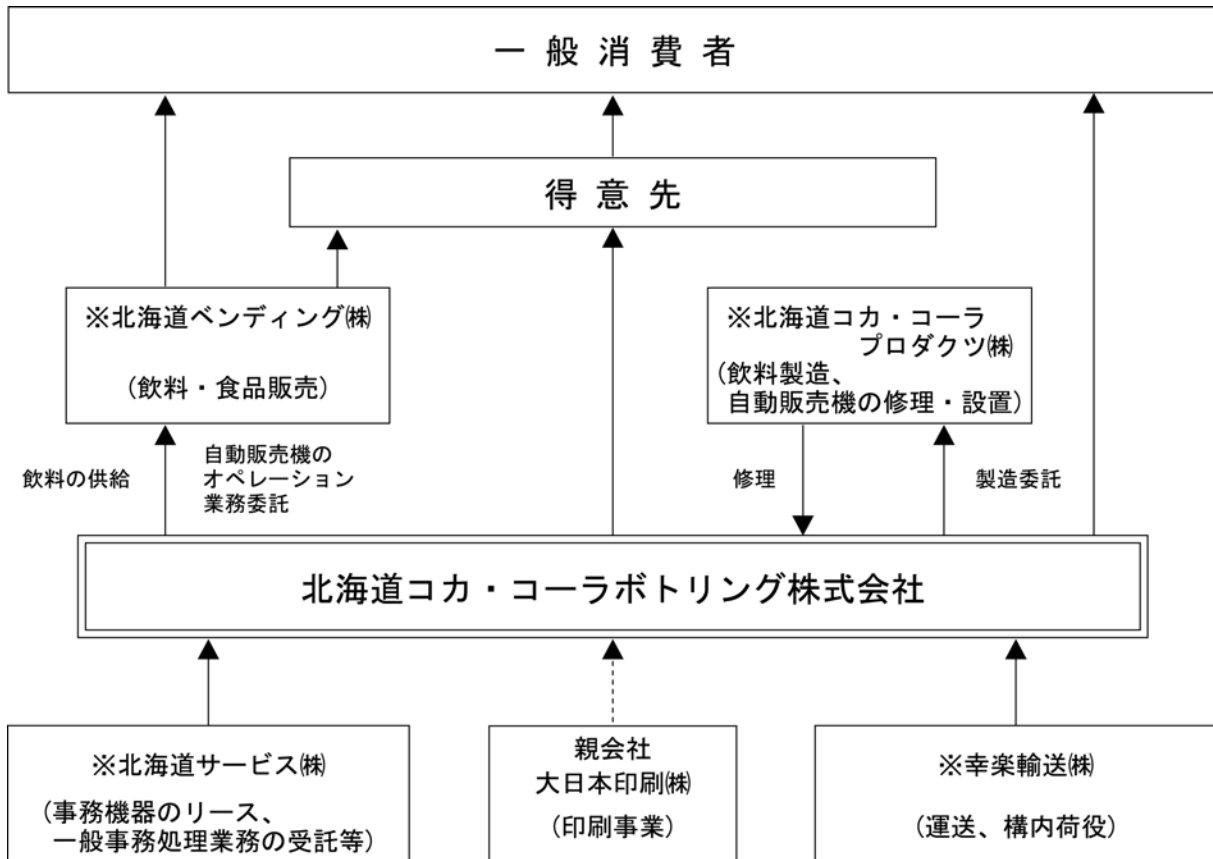 一般消費者
得意先
※北海道ベンディング㈱
(飲料・食品販売)
※北海道コカ・コーラ
プロダクツ㈱
(飲料製造、
自動販売機の修理・設置)
飲料の供給
自動販売機の
オペレーション
業務委託
修理
製造委託
北海道コカ・コーラボトリング株式会社
※北海道サービス㈱
(事務機器のリース、
一般事務処理業務の受託等)
親会社
大日本印刷㈱
(印刷事業)
※幸楽輸送㈱
(運送、構内荷役)